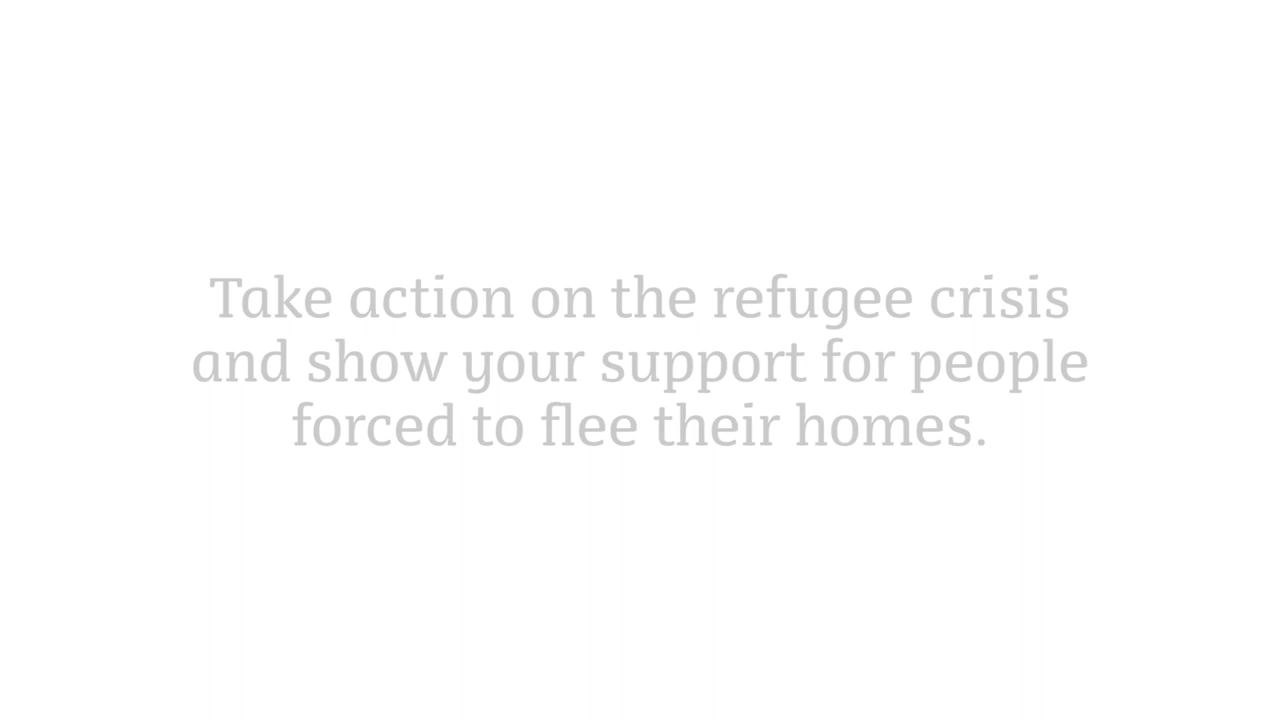 Take action on the refugee crisis
and show your support for people
forced to flee their homes.